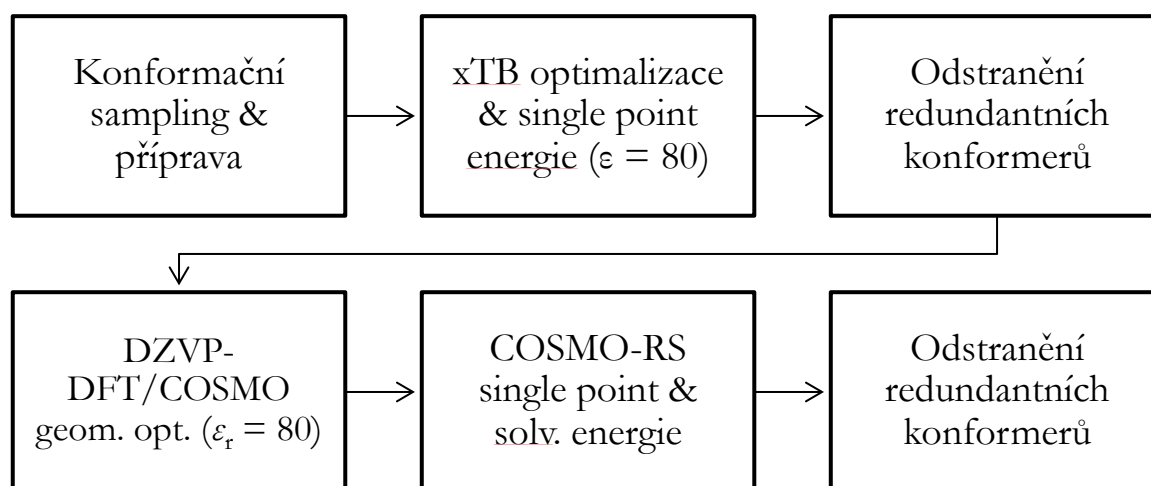 Konformační
sampling &
příprava
xTB optimalizace
& single point
energie (ε = 80)
Odstranění
redundantních
konformerů
DZVP-
DFT/COSMO
geom. opt. (εr = 80)
COSMO-RS
single point &
solv. energie
Odstranění
redundantních
konformerů